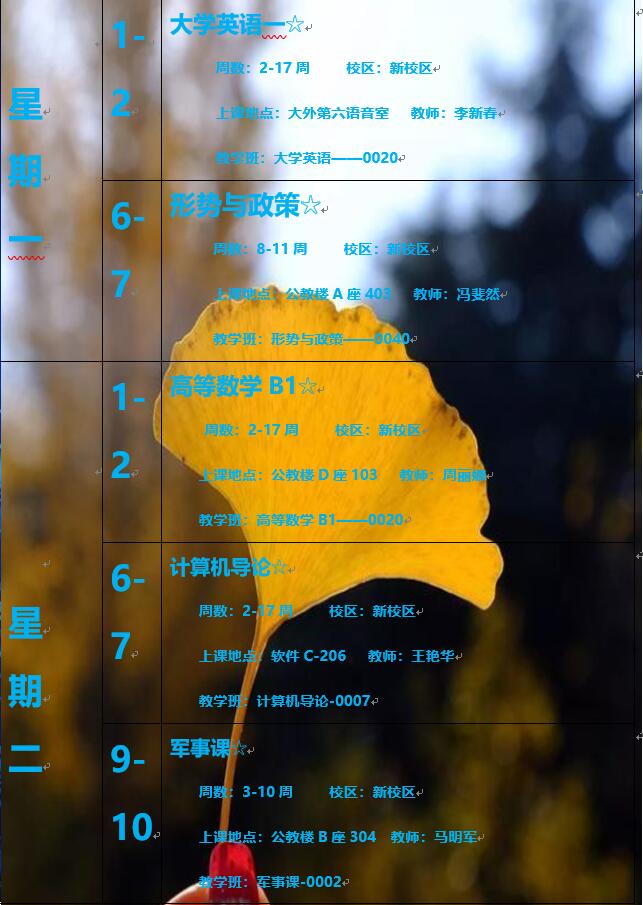 星
期
一
1-
2
大学英语一☆
周数：2-17 周 校区：新校区
上课地点：大外第六语音室 教师：李新春
教学班：大学英语——0020
6-
7
形势与政策☆
周数：8-11 周 校区：新校区
上课地点：公教楼 A 座 403 教师：冯斐然
教学班：形势与政策——0040
星
期
二
1-
2
高等数学 B1☆
周数：2-17 周 校区：新校区
上课地点：公教楼 D 座 103 教师：周丽娜
教学班：高等数学 B1——0020
6-
7
计算机导论☆
周数：2-17 周 校区：新校区
上课地点：软件 C-206 教师：王艳华
教学班：计算机导论-0007
9-
10
军事课☆
周数：3-10 周 校区：新校区
上课地点：公教楼 B 座 304 教师：马明军
教学班：军事课-0002